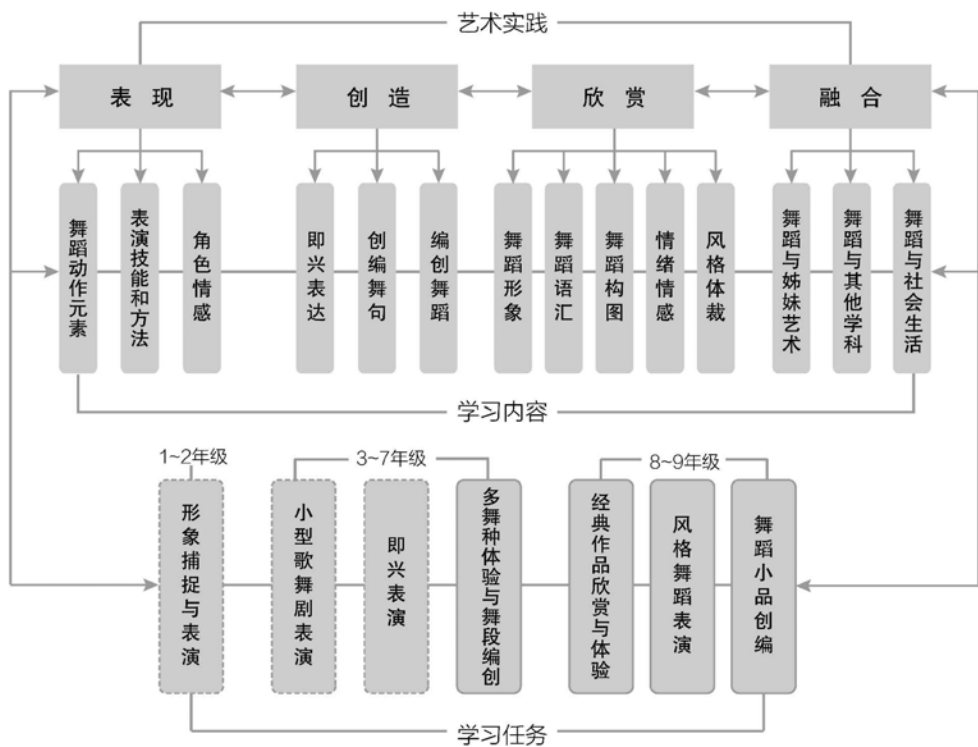 艺术实践
表现
创造
欣赏
融合
舞蹈动作元素
表演技能和方法
角色情感
即兴表达
创编舞句
编创舞蹈
舞蹈形象
舞蹈语汇
舞蹈构图
情绪情感
风格体裁
舞蹈与姊妹艺术
舞蹈与其他学科
舞蹈与社会生活
学习内容
1~2年级
3~7年级
8~9年级
形象捕捉与表演
小型歌舞剧表演
即兴表演
多舞种体验与舞段编创
经典作品欣赏与体验
风格舞蹈表演
舞蹈小品创编
学习任务